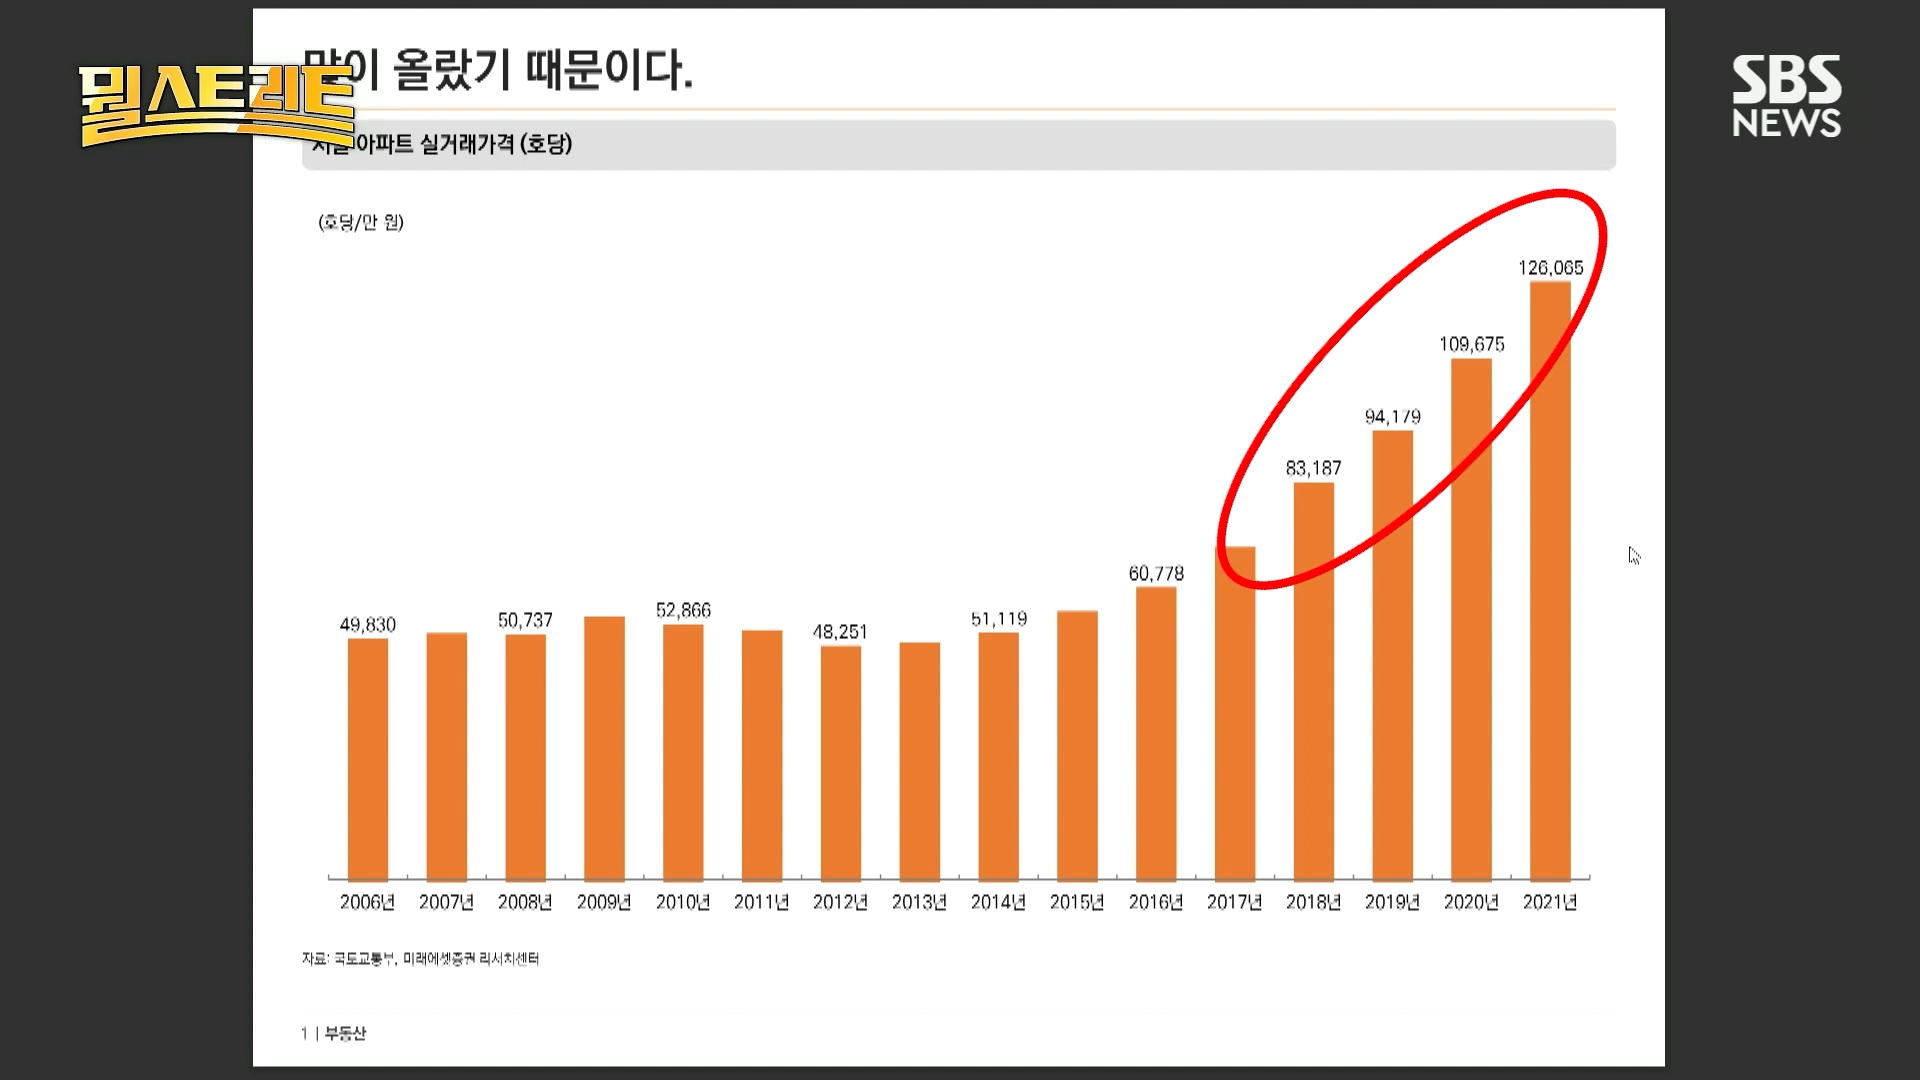 많이 올랐기 때문이다.
뭘스트리트
SBS
NEWS
서울 아파트 실거래가격 (호당)
(호당/만 원)
126,065
109,675
94,179
83,187
60,778
49,830
50,737
52,866
48,251
51,119
2006년 2007년 2008년 2009년 2010년 2011년 2012년 2013년 2014년 2015년 2016년 2017년 2018년 2019년 2020년 2021년
자료: 국토교통부, 미래에셋증권 리서치센터
1 | 부동산